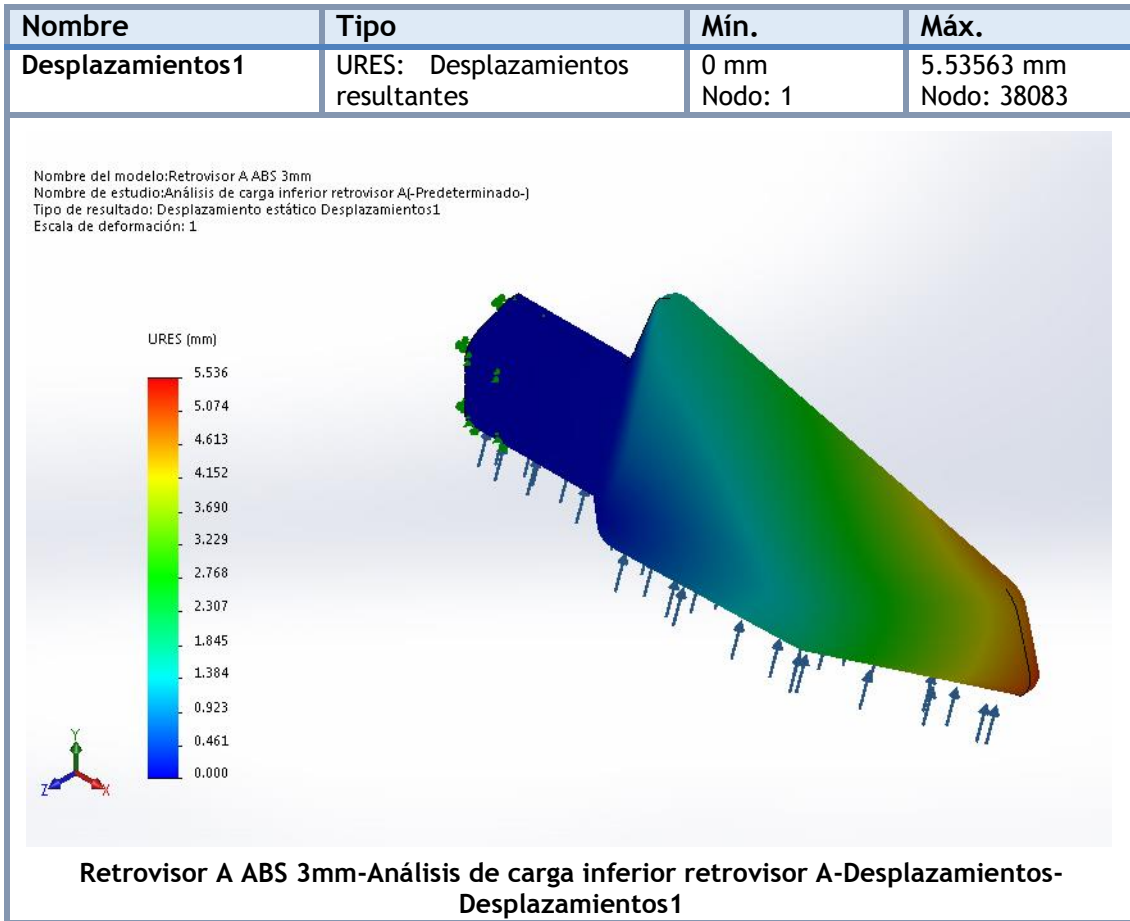 Nombre Tipo Mín. Máx.
Desplazamientos1 URES: Desplazamientos resultantes 0 mm Nodo: 1 5.53563 mm Nodo: 38083
Nombre del modelo:Retrovisor A ABS 3mm
Nombre de estudio:Análisis de carga inferior retrovisor A(-Predeterminado-)
Tipo de resultado: Desplazamiento estático Desplazamientos1
Escala de deformación: 1
URES (mm)
5.536
5.074
4.613
4.152
3.690
3.229
2.768
2.307
1.845
1.384
0.923
0.461
0.000
Y
Z X
Retrovisor A ABS 3mm-Análisis de carga inferior retrovisor A-Desplazamientos-
Desplazamientos1